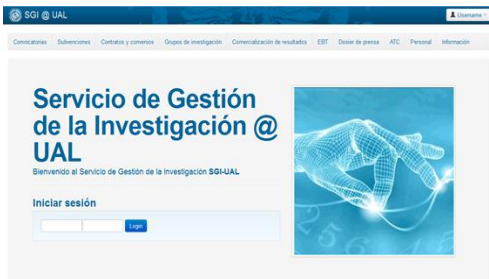 SGI @ UAL
Username
Convocatorias Subvenciones Contratos y convenios Grupos de investigación Comercialización de resultados EBT Dosier de prensa ATC Personal Información
Servicio de Gestión
de la Investigación @
UAL
Bienvenido al Servicio de Gestión de la Investigación SGI-UAL
Iniciar sesión
Login